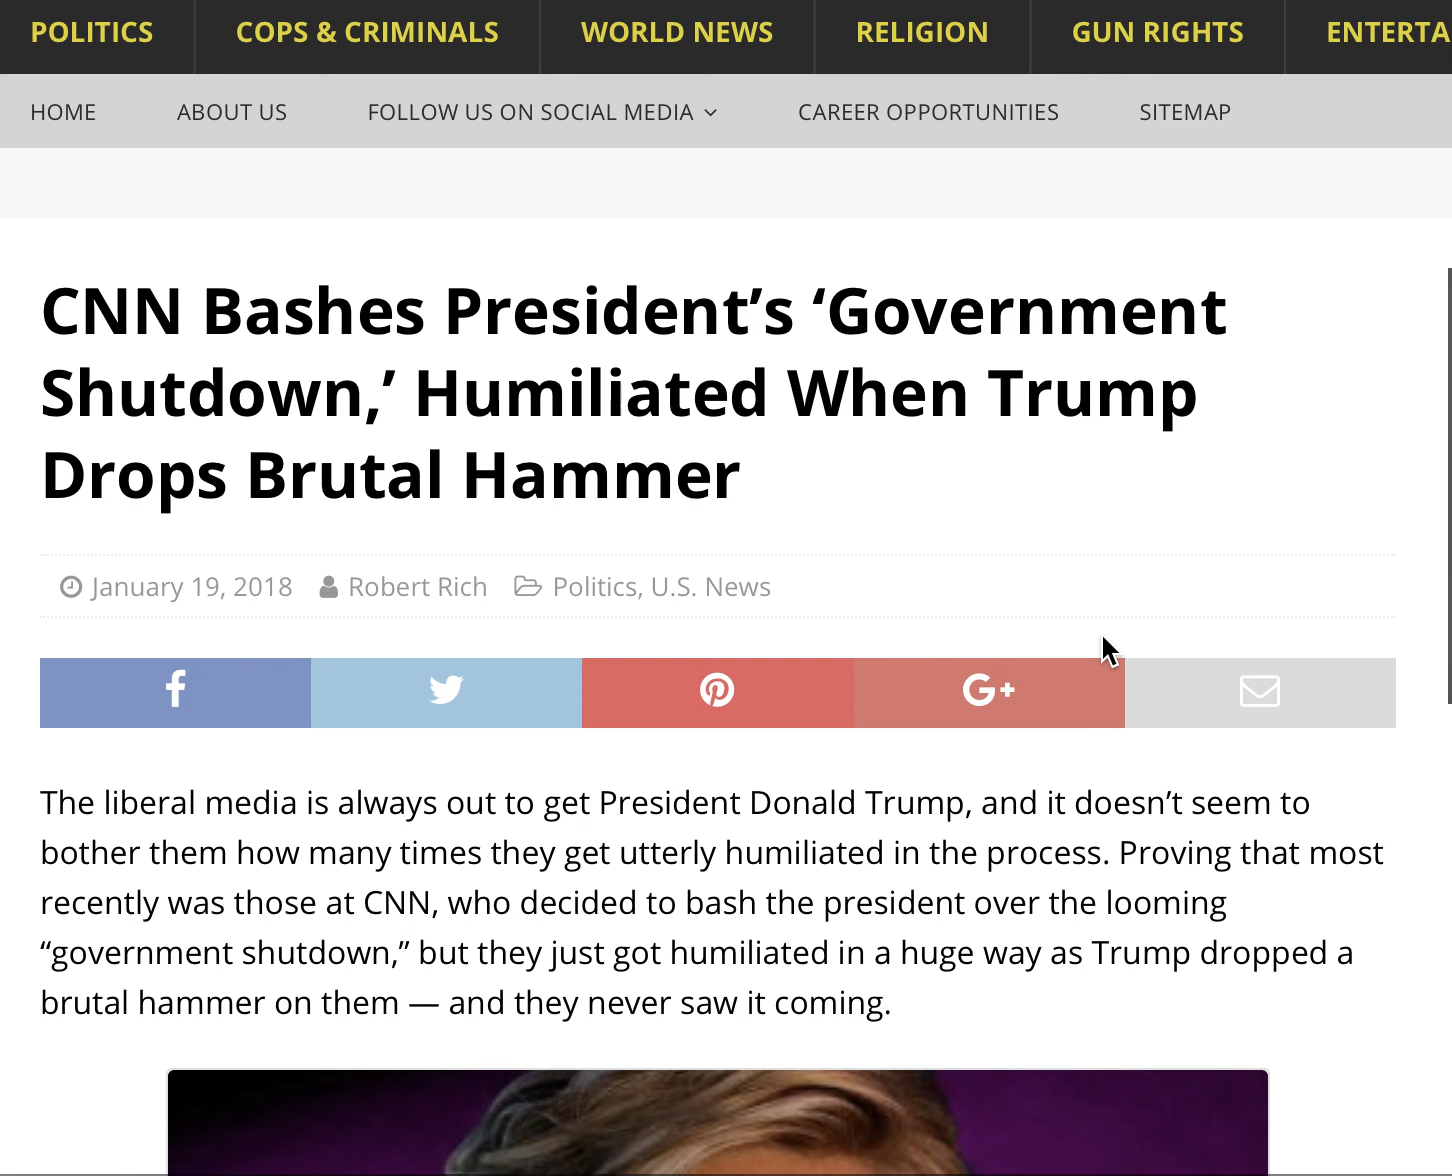 POLITICS COPS & CRIMINALS WORLD NEWS RELIGION GUN RIGHTS ENTERTA
HOME ABOUT US FOLLOW US ON SOCIAL MEDIA CAREER OPPORTUNITIES SITEMAP
CNN Bashes President’s ‘Government
Shutdown,’ Humiliated When Trump
Drops Brutal Hammer
January 19, 2018 Robert Rich Politics, U.S. News
G+
The liberal media is always out to get President Donald Trump, and it doesn’t seem to
bother them how many times they get utterly humiliated in the process. Proving that most
recently was those at CNN, who decided to bash the president over the looming
“government shutdown,” but they just got humiliated in a huge way as Trump dropped a
brutal hammer on them — and they never saw it coming.